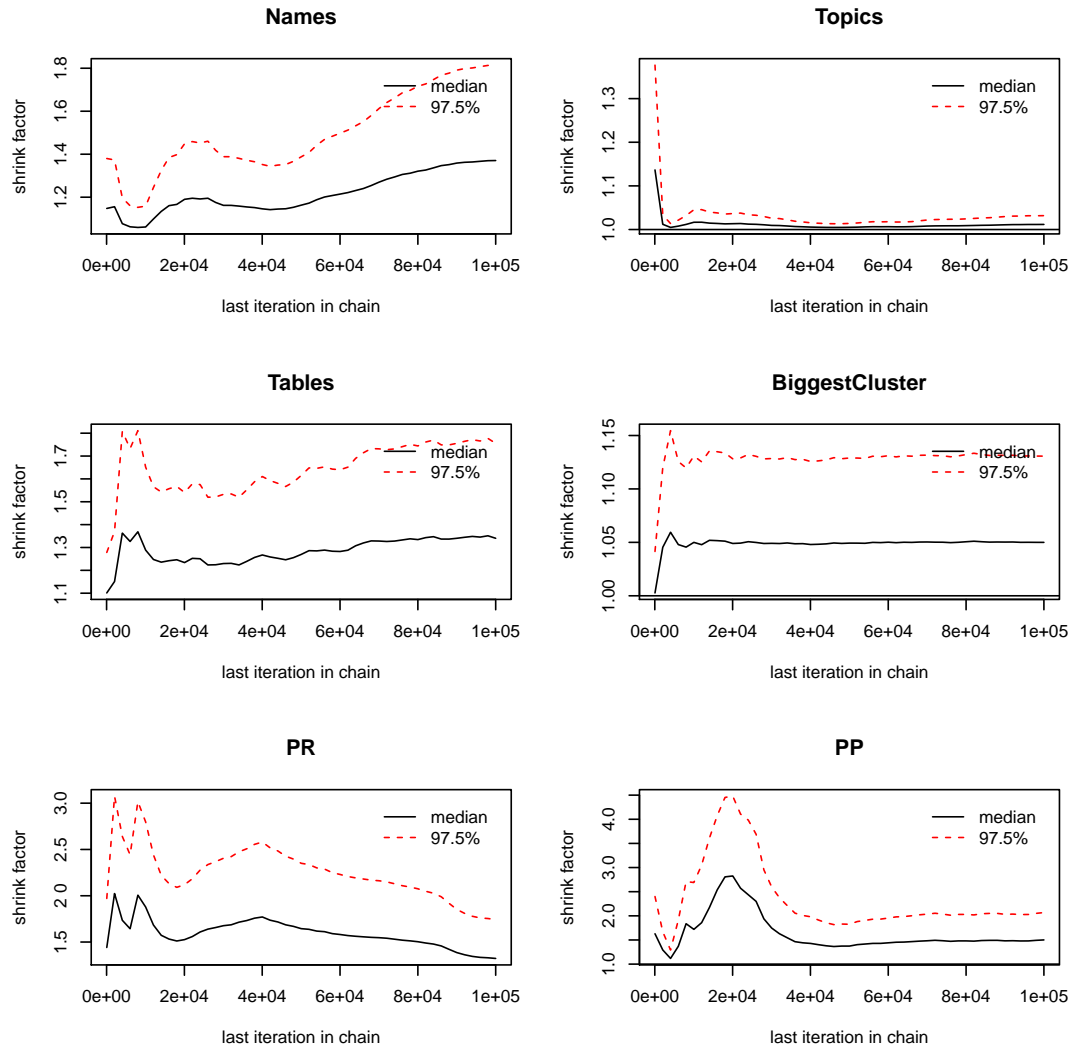 Names
shrink factor
1.8
1.6
1.4
1.2
median
97.5%
0e+00 2e+04 4e+04 6e+04 8e+04 1e+05
last iteration in chain
Topics
shrink factor
1.3
1.2
1.1
1.0
median
97.5%
0e+00 2e+04 4e+04 6e+04 8e+04 1e+05
last iteration in chain
Tables
shrink factor
1.7
1.5
1.3
1.1
median
97.5%
0e+00 2e+04 4e+04 6e+04 8e+04 1e+05
last iteration in chain
BiggestCluster
shrink factor
1.15
1.10
1.05
1.00
median
97.5%
0e+00 2e+04 4e+04 6e+04 8e+04 1e+05
last iteration in chain
PR
shrink factor
3.0
2.5
2.0
1.5
median
97.5%
0e+00 2e+04 4e+04 6e+04 8e+04 1e+05
last iteration in chain
PP
shrink factor
4.0
3.0
2.0
1.0
median
97.5%
0e+00 2e+04 4e+04 6e+04 8e+04 1e+05
last iteration in chain